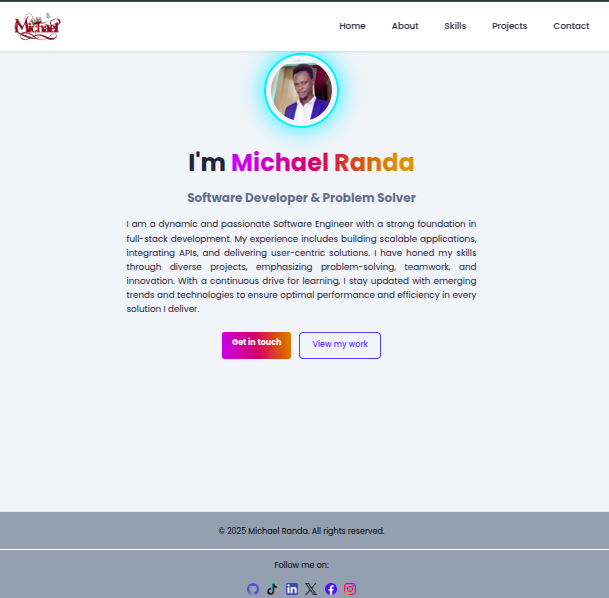 Michael
Home About Skills Projects Contact
I'm Michael Randa
Software Developer & Problem Solver
I am a dynamic and passionate Software Engineer with a strong foundation in
full-stack development. My experience includes building scalable applications,
integrating APIs, and delivering user-centric solutions. I have honed my skills
through diverse projects, emphasizing problem-solving, teamwork, and
innovation. With a continuous drive for learning, I stay updated with emerging
trends and technologies to ensure optimal performance and efficiency in every
solution I deliver.
Get in touch View my work
© 2025 Michael Randa. All rights reserved.
Follow me on: